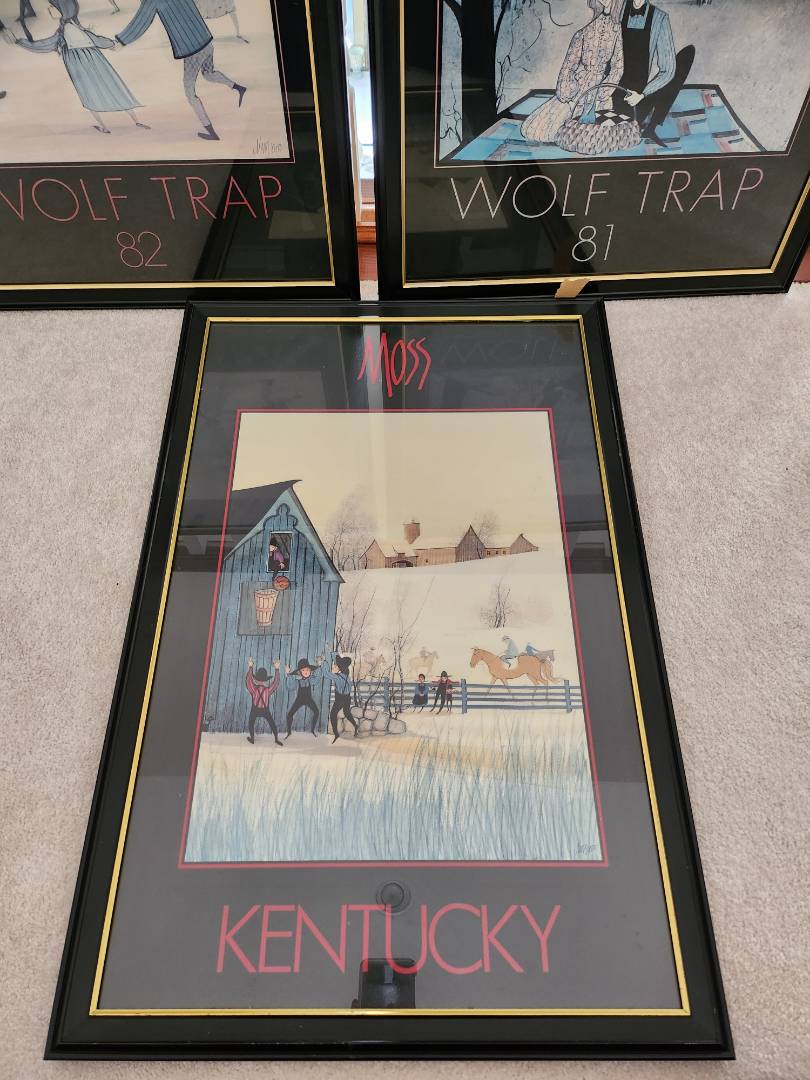 WOLF TRAP
82
WOLF TRAP
81
Moss
KENTUCKY